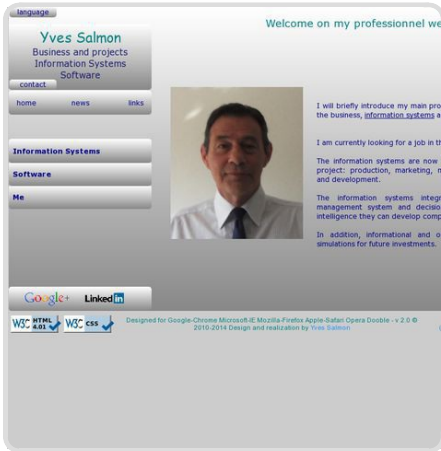 language
Welcome on my professionnel we
Yves Salmon
Business and projects
Information Systems
Software
contact
home news links
I will briefly introduce my main pro
the business, information systems a
I am currently looking for a job in th
Information Systems
The information systems are now
project: production, marketing,
and development.
Software
Me
The information systems integr
management system and decisio
intelligence they can develop comp
In addition, informational and o
simulations for future investments.
Google+ Linked in
W3C HTML 4.01 W3C css
Designed for Google-Chrome Microsoft-IE Mozilla-Firefox Apple-Safari Opera Dooble - v 2.0 ©
2010-2014 Design and realization by Yves Salmon